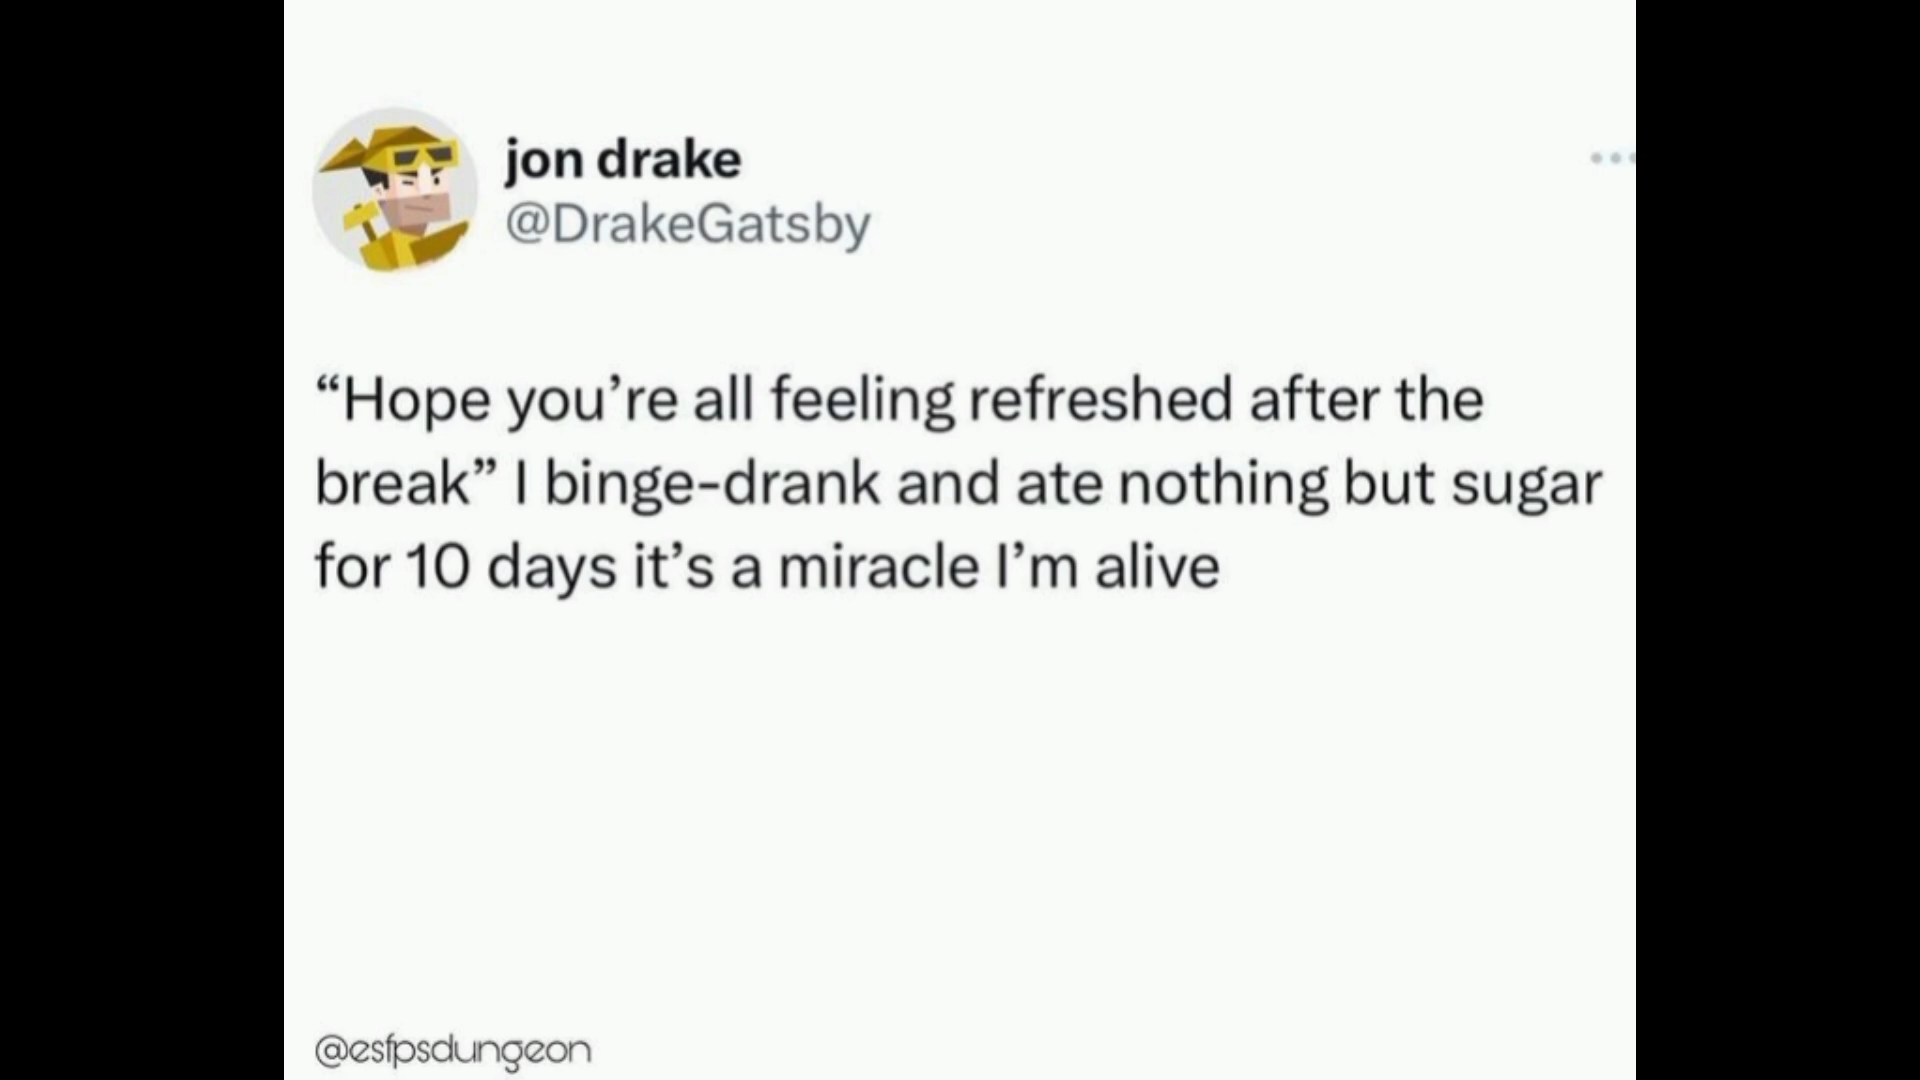 jon drake
@DrakeGatsby
“Hope you’re all feeling refreshed after the
break” I binge-drank and ate nothing but sugar
for 10 days it’s a miracle I’m alive
@esfpsdungeon